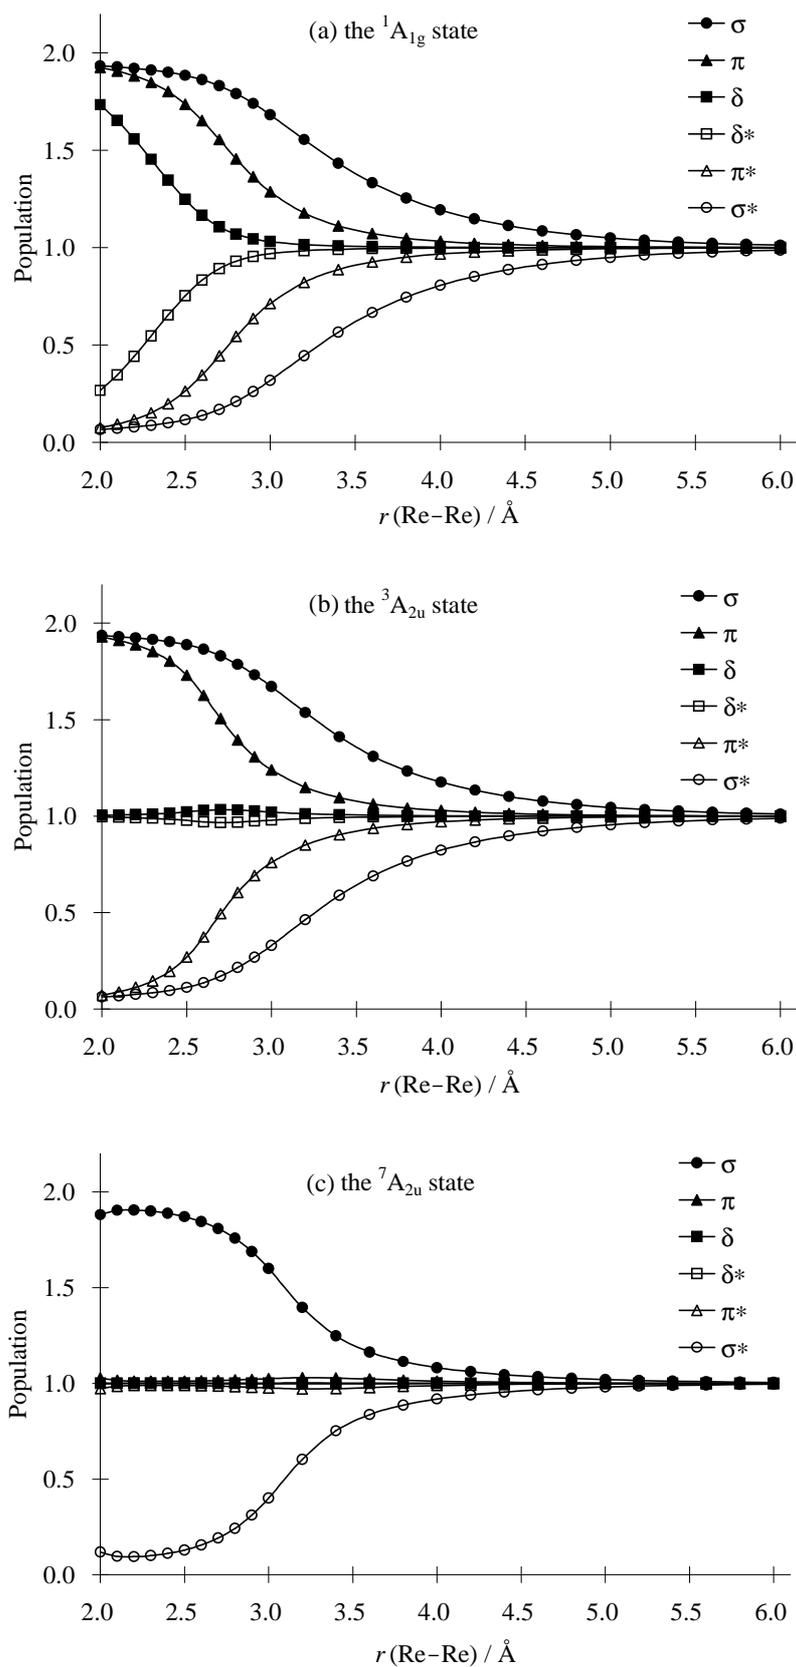 (a) the ¹A₁g state
σ
π
δ
δ*
π*
σ*
2.0
1.5
1.0
0.5
0.0
Population
2.0 2.5 3.0 3.5 4.0 4.5 5.0 5.5 6.0
r (Re−Re) / Å
(b) the ³A₂u state
σ
π
δ
δ*
π*
σ*
2.0
1.5
1.0
0.5
0.0
Population
2.0 2.5 3.0 3.5 4.0 4.5 5.0 5.5 6.0
r (Re−Re) / Å
(c) the ⁷A₂u state
σ
π
δ
δ*
π*
σ*
2.0
1.5
1.0
0.5
0.0
Population
2.0 2.5 3.0 3.5 4.0 4.5 5.0 5.5 6.0
r (Re−Re) / Å